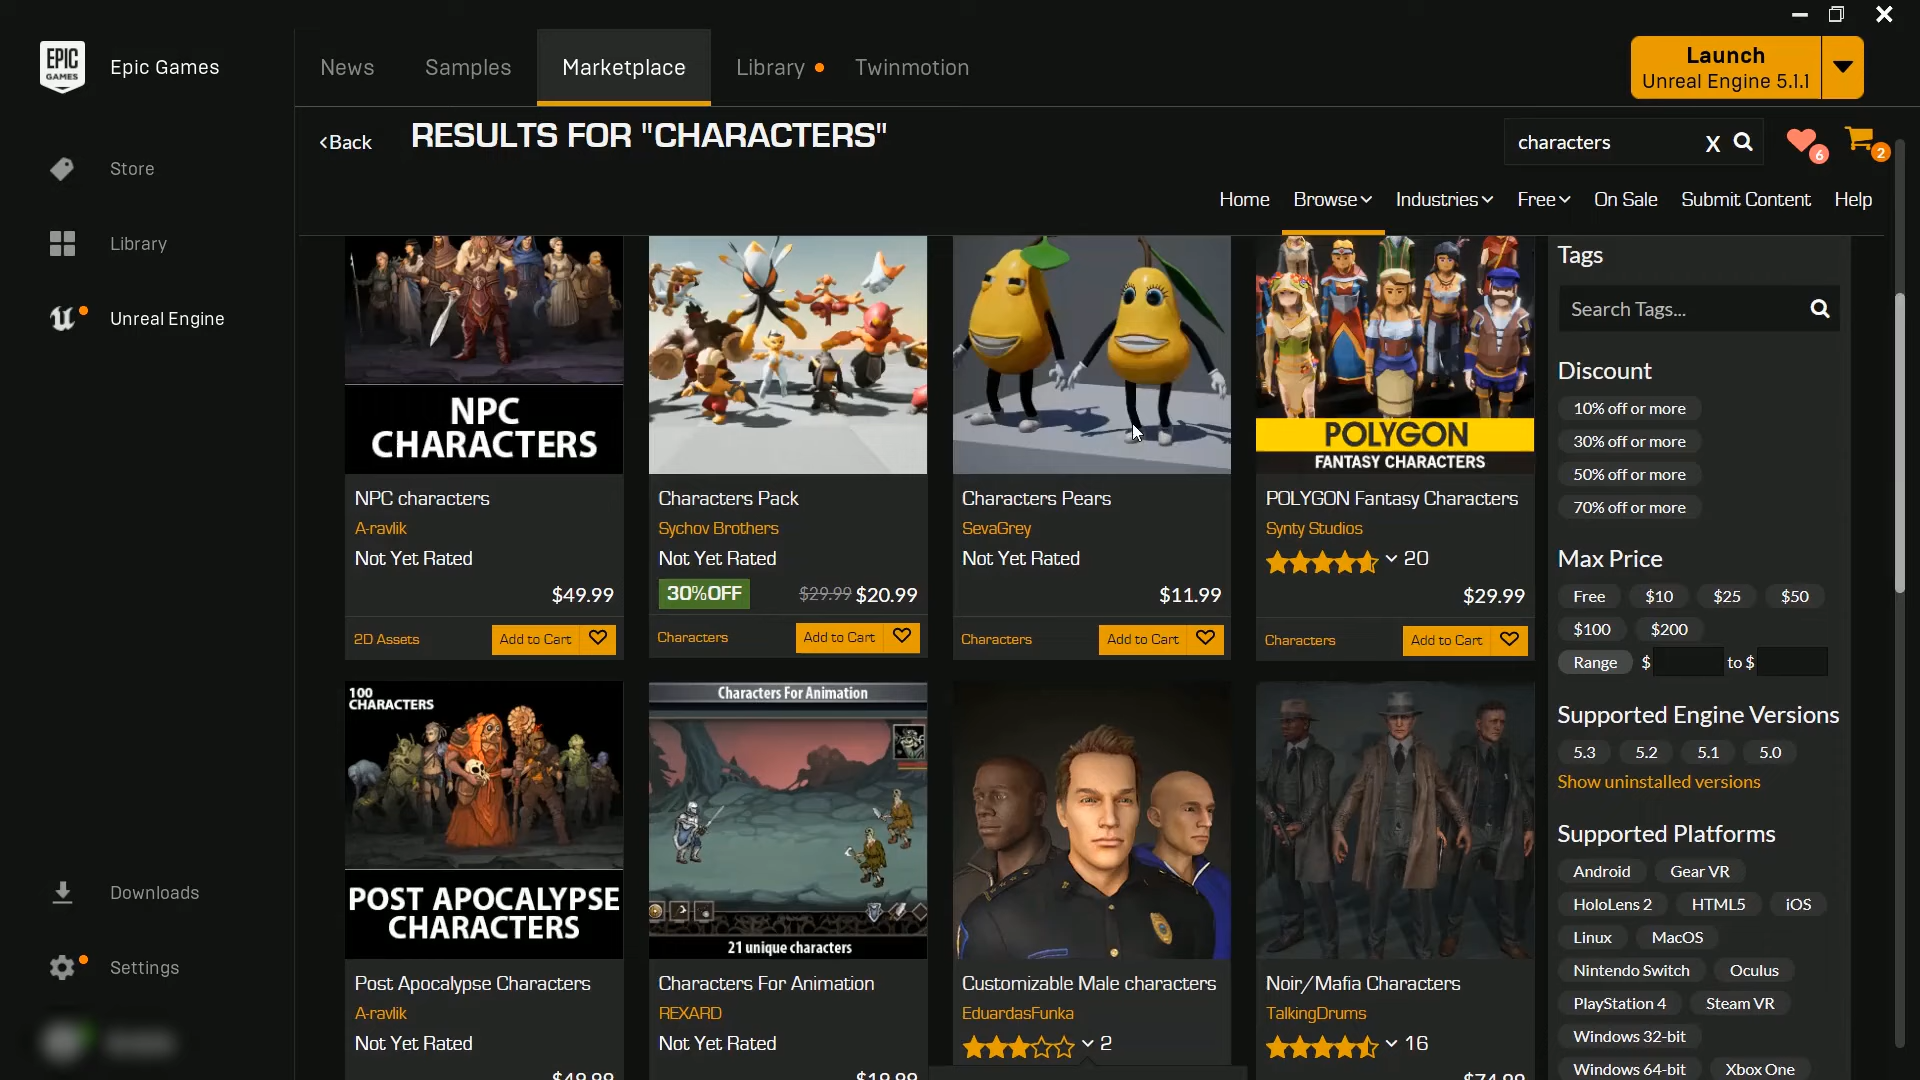 EPIC
GAMES
Epic Games
Store
Library
Unreal Engine
Downloads
Settings
News
Samples
Marketplace
Library
Twinmotion
Launch
Unreal Engine 5.1.1
Back
RESULTS FOR "CHARACTERS"
characters
X
6
2
Home
Browse
Industries
Free
On Sale
Submit Content
Help
NPC
CHARACTERS
NPC characters
A-ravlik
Not Yet Rated
$49.99
2D Assets
Add to Cart
Characters Pack
Sychov Brothers
Not Yet Rated
30%OFF
$29.99 $20.99
Characters
Add to Cart
Characters Pears
SevaGrey
Not Yet Rated
$11.99
Characters
Add to Cart
POLYGON
FANTASY CHARACTERS
POLYGON Fantasy Characters
Synty Studios
20
$29.99
Characters
Add to Cart
100
CHARACTERS
POST APOCALYPSE
CHARACTERS
Post Apocalypse Characters
A-ravlik
Not Yet Rated
$49.99
Characters For Animation
21 unique characters
Characters For Animation
REXARD
Not Yet Rated
$19.99
Customizable Male characters
EduardasFunka
2
Noir/Mafia Characters
TalkingDrums
16
$74.99
Tags
Search Tags...
Discount
10% off or more
30% off or more
50% off or more
70% off or more
Max Price
Free $10 $25 $50
$100 $200
Range $ to $
Supported Engine Versions
5.3 5.2 5.1 5.0
Show uninstalled versions
Supported Platforms
Android Gear VR
HoloLens 2 HTML5 iOS
Linux MacOS
Nintendo Switch Oculus
PlayStation 4 Steam VR
Windows 32-bit
Windows 64-bit Xbox One